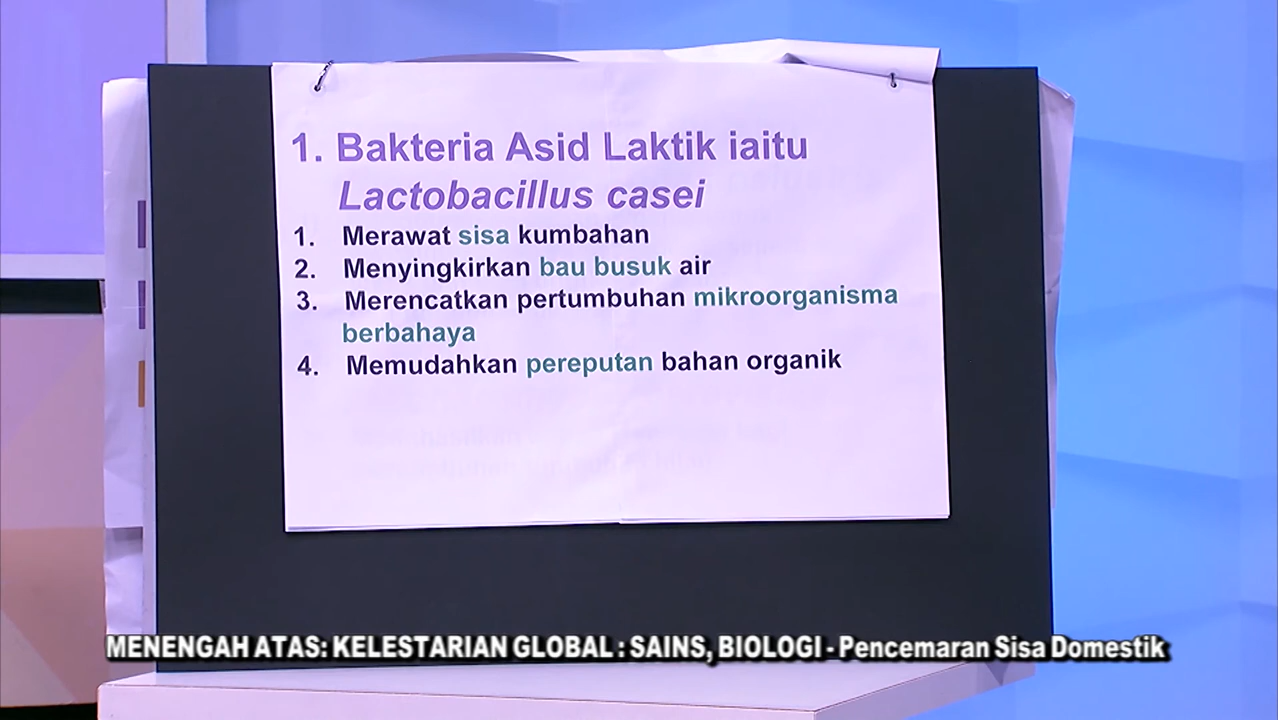 1. Bakteria Asid Laktik iaitu
Lactobacillus casei
1. Merawat sisa kumbahan
2. Menyingkirkan bau busuk air
3. Merencatkan pertumbuhan mikroorganisma
berbahaya
4. Memudahkan pereputan bahan organik
MENENGAH ATAS: KELESTARIAN GLOBAL : SAINS, BIOLOGI - Pencemaran Sisa Domestik